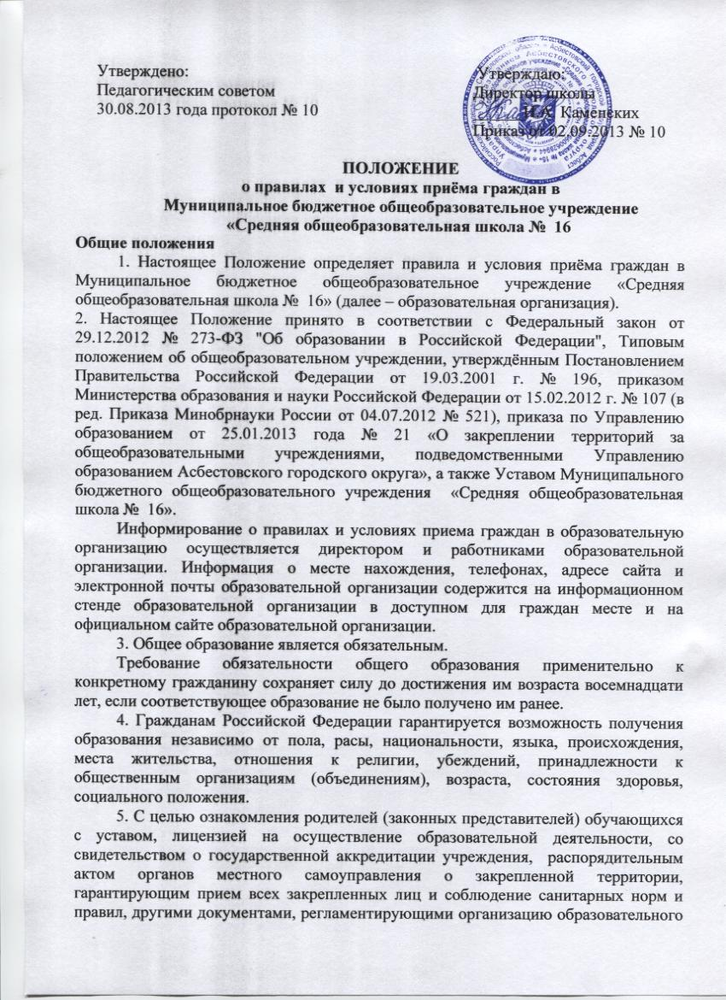 Утверждено:
Педагогическим советом
30.08.2013 года протокол № 10
Утверждаю:
Директор школы
И.А. Каменских
Приказ от 02.09.2013 № 10
ПОЛОЖЕНИЕ
о правилах и условиях приёма граждан в
Муниципальное бюджетное общеобразовательное учреждение
«Средняя общеобразовательная школа № 16
Общие положения
1. Настоящее Положение определяет правила и условия приёма граждан в
Муниципальное бюджетное общеобразовательное учреждение «Средняя
общеобразовательная школа № 16» (далее – образовательная организация).
2. Настоящее Положение принято в соответствии с Федеральный закон от
29.12.2012 № 273-ФЗ "Об образовании в Российской Федерации", Типовым
положением об общеобразовательном учреждении, утверждённым Постановлением
Правительства Российской Федерации от 19.03.2001 г. № 196, приказом
Министерства образования и науки Российской Федерации от 15.02.2012 г. № 107 (в
ред. Приказа Минобрнауки России от 04.07.2012 № 521), приказа по Управлению
образованием от 25.01.2013 года № 21 «О закреплении территорий за
общеобразовательными учреждениями, подведомственными Управлению
образованием Асбестовского городского округа», а также Уставом Муниципального
бюджетного общеобразовательного учреждения «Средняя общеобразовательная
школа № 16».
Информирование о правилах и условиях приема граждан в образовательную
организацию осуществляется директором и работниками образовательной
организации. Информация о месте нахождения, телефонах, адресе сайта и
электронной почты образовательной организации содержится на информационном
стенде образовательной организации в доступном для граждан месте и на
официальном сайте образовательной организации.
3. Общее образование является обязательным.
Требование обязательности общего образования применительно к
конкретному гражданину сохраняет силу до достижения им возраста восемнадцати
лет, если соответствующее образование не было получено им ранее.
4. Гражданам Российской Федерации гарантируется возможность получения
образования независимо от пола, расы, национальности, языка, происхождения,
места жительства, отношения к религии, убеждений, принадлежности к
общественным организациям (объединениям), возраста, состояния здоровья,
социального положения.
5. С целью ознакомления родителей (законных представителей) обучающихся
с уставом, лицензией на осуществление образовательной деятельности, со
свидетельством о государственной аккредитации учреждения, распорядительным
актом органов местного самоуправления о закрепленной территории,
гарантирующим прием всех закрепленных лиц и соблюдение санитарных норм и
правил, другими документами, регламентирующими организацию образовательного